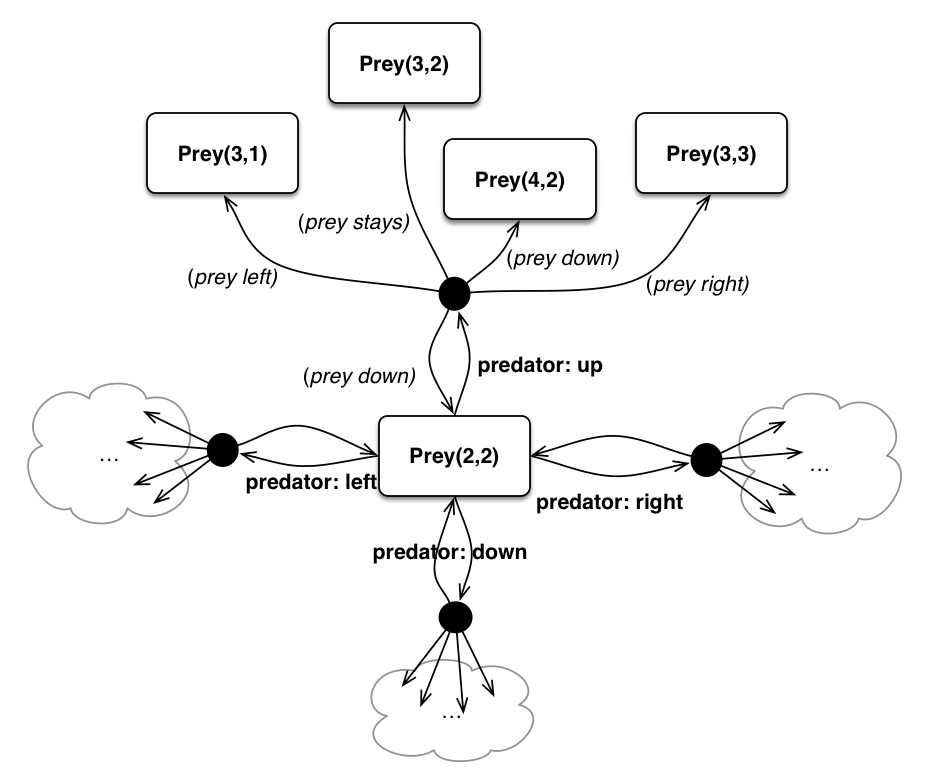 Prey(3,2)
Prey(3,1)
Prey(4,2)
Prey(3,3)
(prey stays)
(prey down)
(prey left)
(prey right)
predator: up
(prey down)
Prey(2,2)
...
...
predator: left
predator: right
predator: down
...